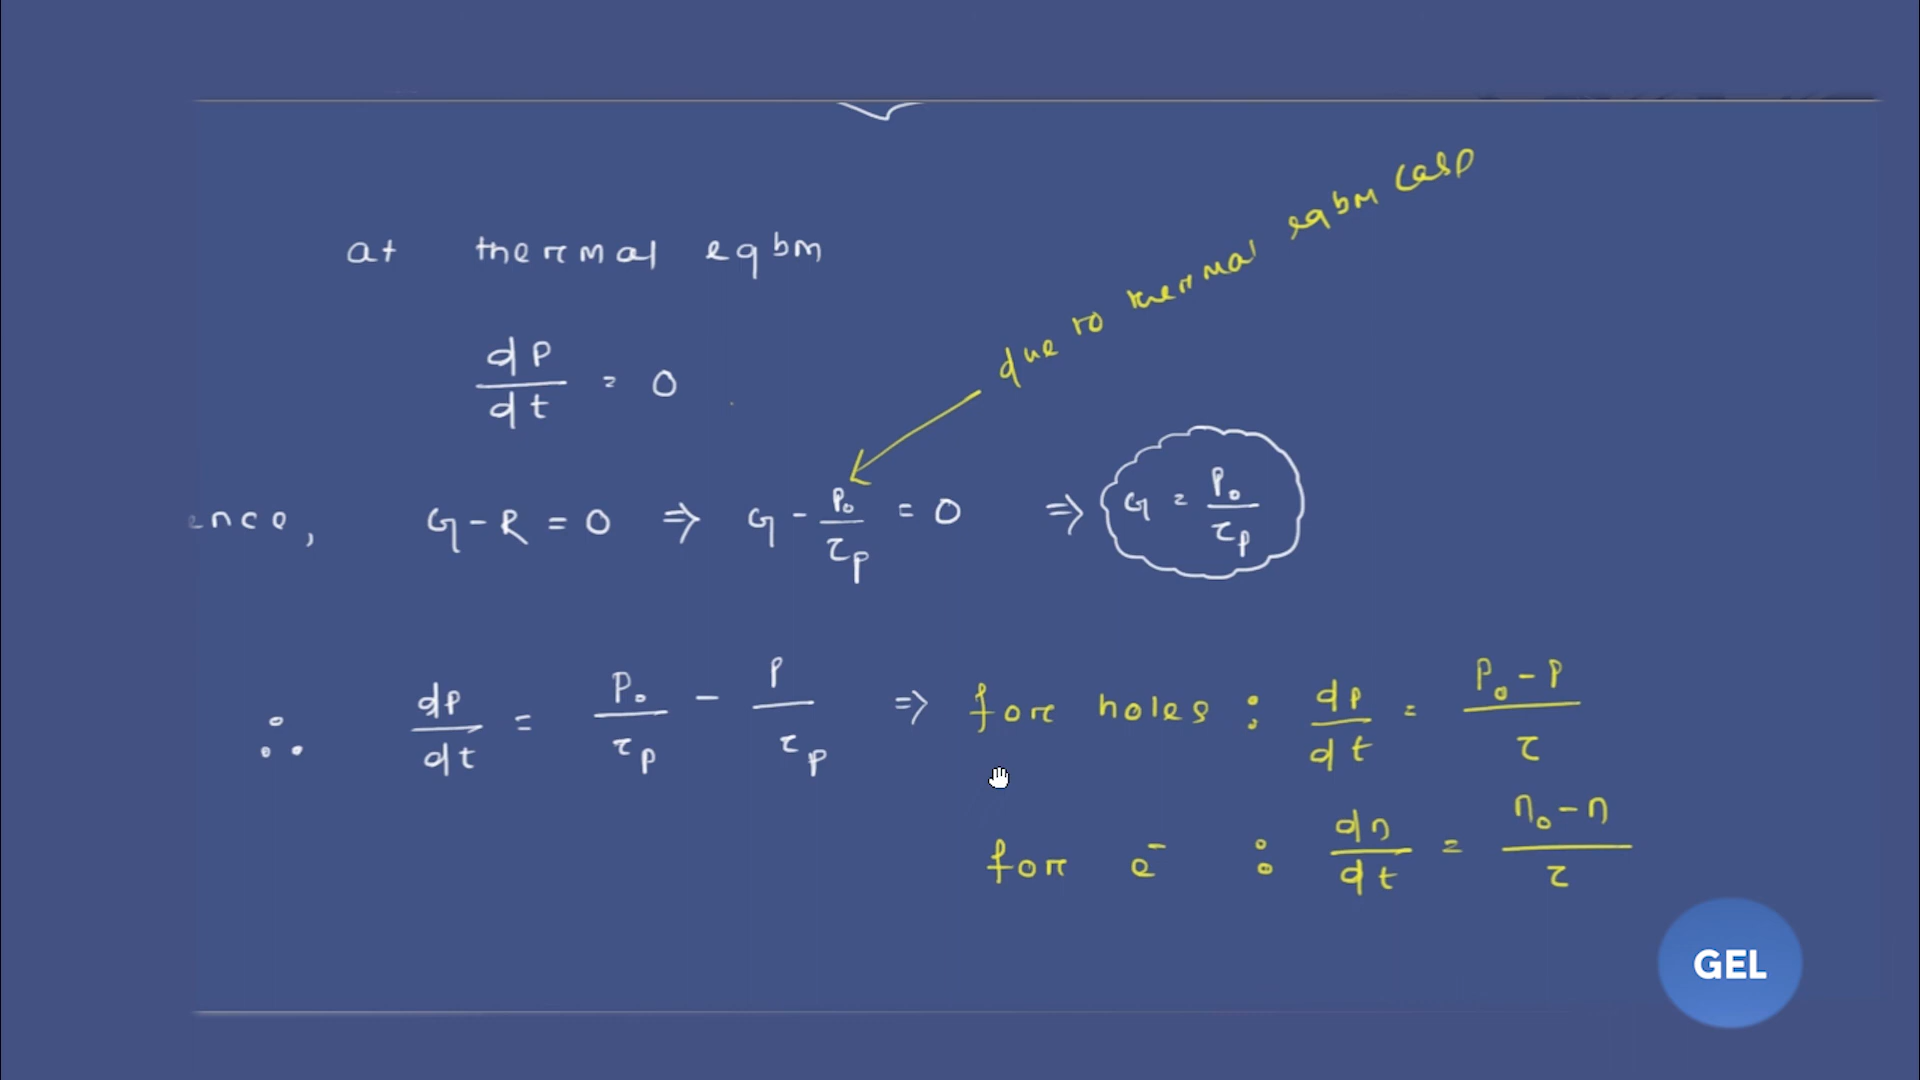 due to thermal eqbm case
at thermal eqbm
dP/dt = 0
ence, G - R = 0 ⇒ G - P₀/τp = 0 ⇒ G = P₀/τp
∴ dp/dt = P₀/τp - P/τp ⇒ for holes : dp/dt = P₀ - P/τ
for e⁻ : dn/dt = n₀ - n/τ
GEL